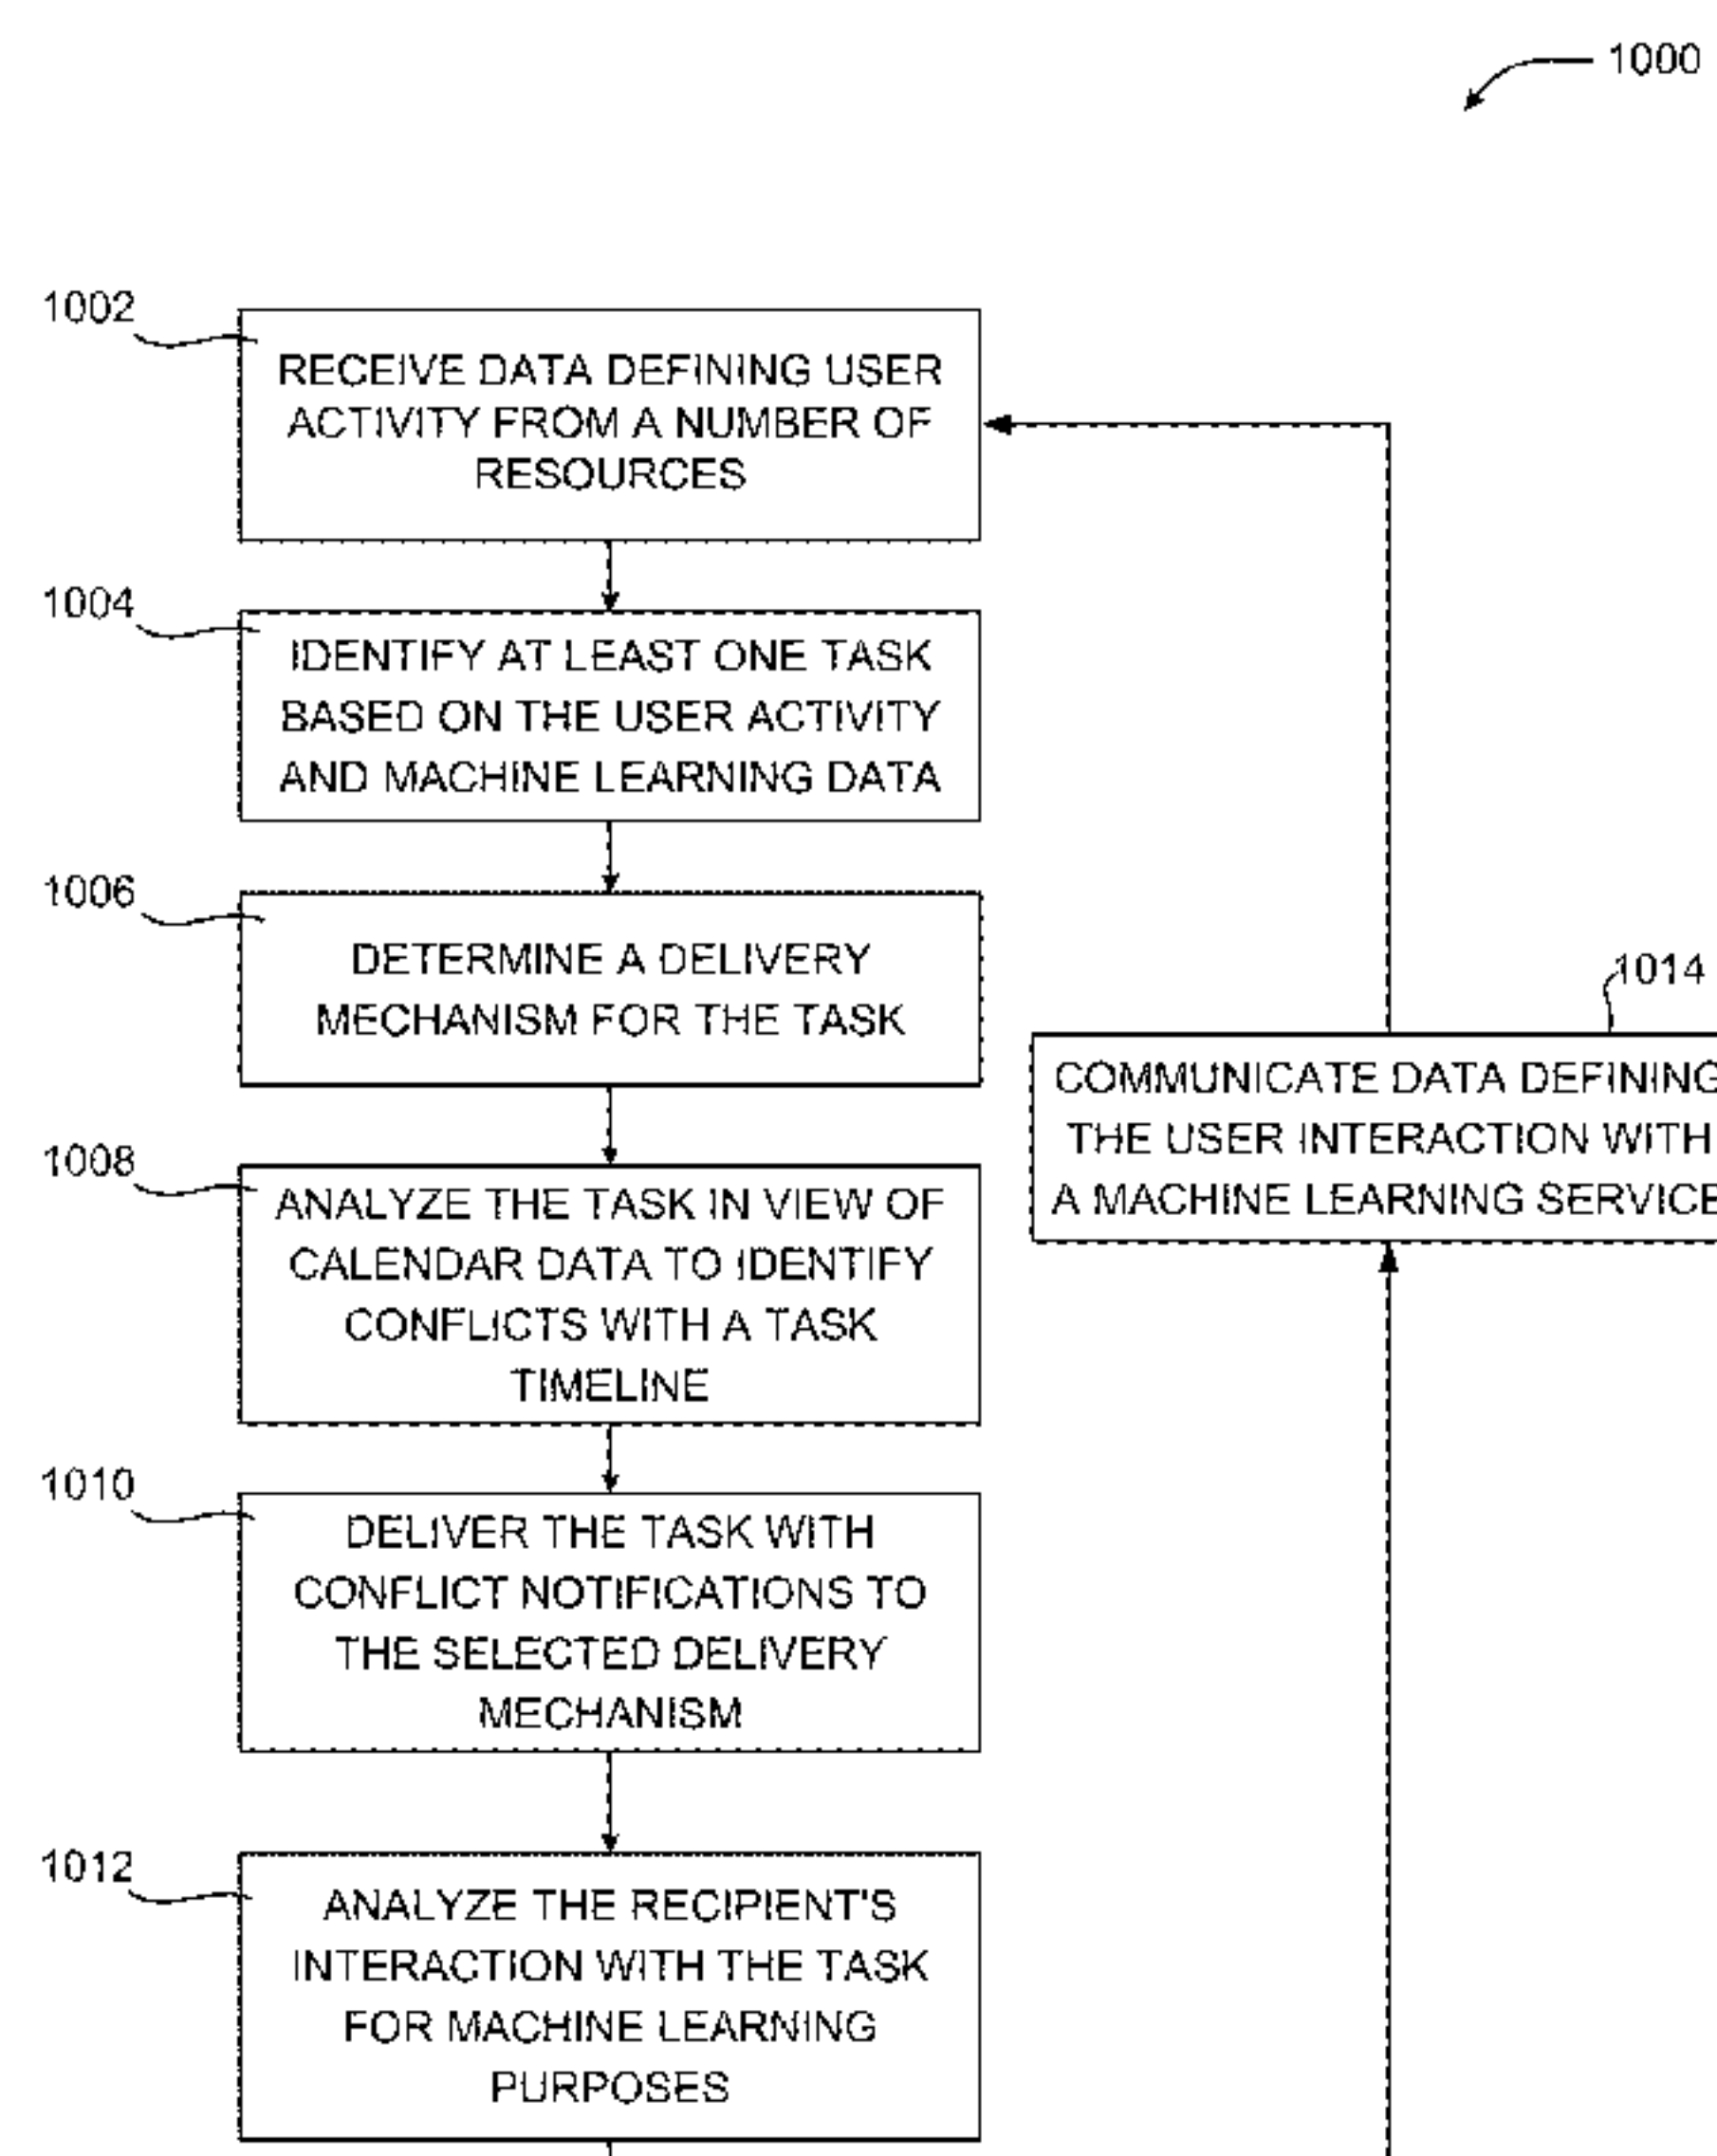 1000
1002
RECEIVE DATA DEFINING USER
ACTIVITY FROM A NUMBER OF
RESOURCES
1004
IDENTIFY AT LEAST ONE TASK
BASED ON THE USER ACTIVITY
AND MACHINE LEARNING DATA
1006
DETERMINE A DELIVERY
MECHANISM FOR THE TASK
1014
COMMUNICATE DATA DEFINING
THE USER INTERACTION WITH
A MACHINE LEARNING SERVICE
1008
ANALYZE THE TASK IN VIEW OF
CALENDAR DATA TO IDENTIFY
CONFLICTS WITH A TASK
TIMELINE
1010
DELIVER THE TASK WITH
CONFLICT NOTIFICATIONS TO
THE SELECTED DELIVERY
MECHANISM
1012
ANALYZE THE RECIPIENT'S
INTERACTION WITH THE TASK
FOR MACHINE LEARNING
PURPOSES